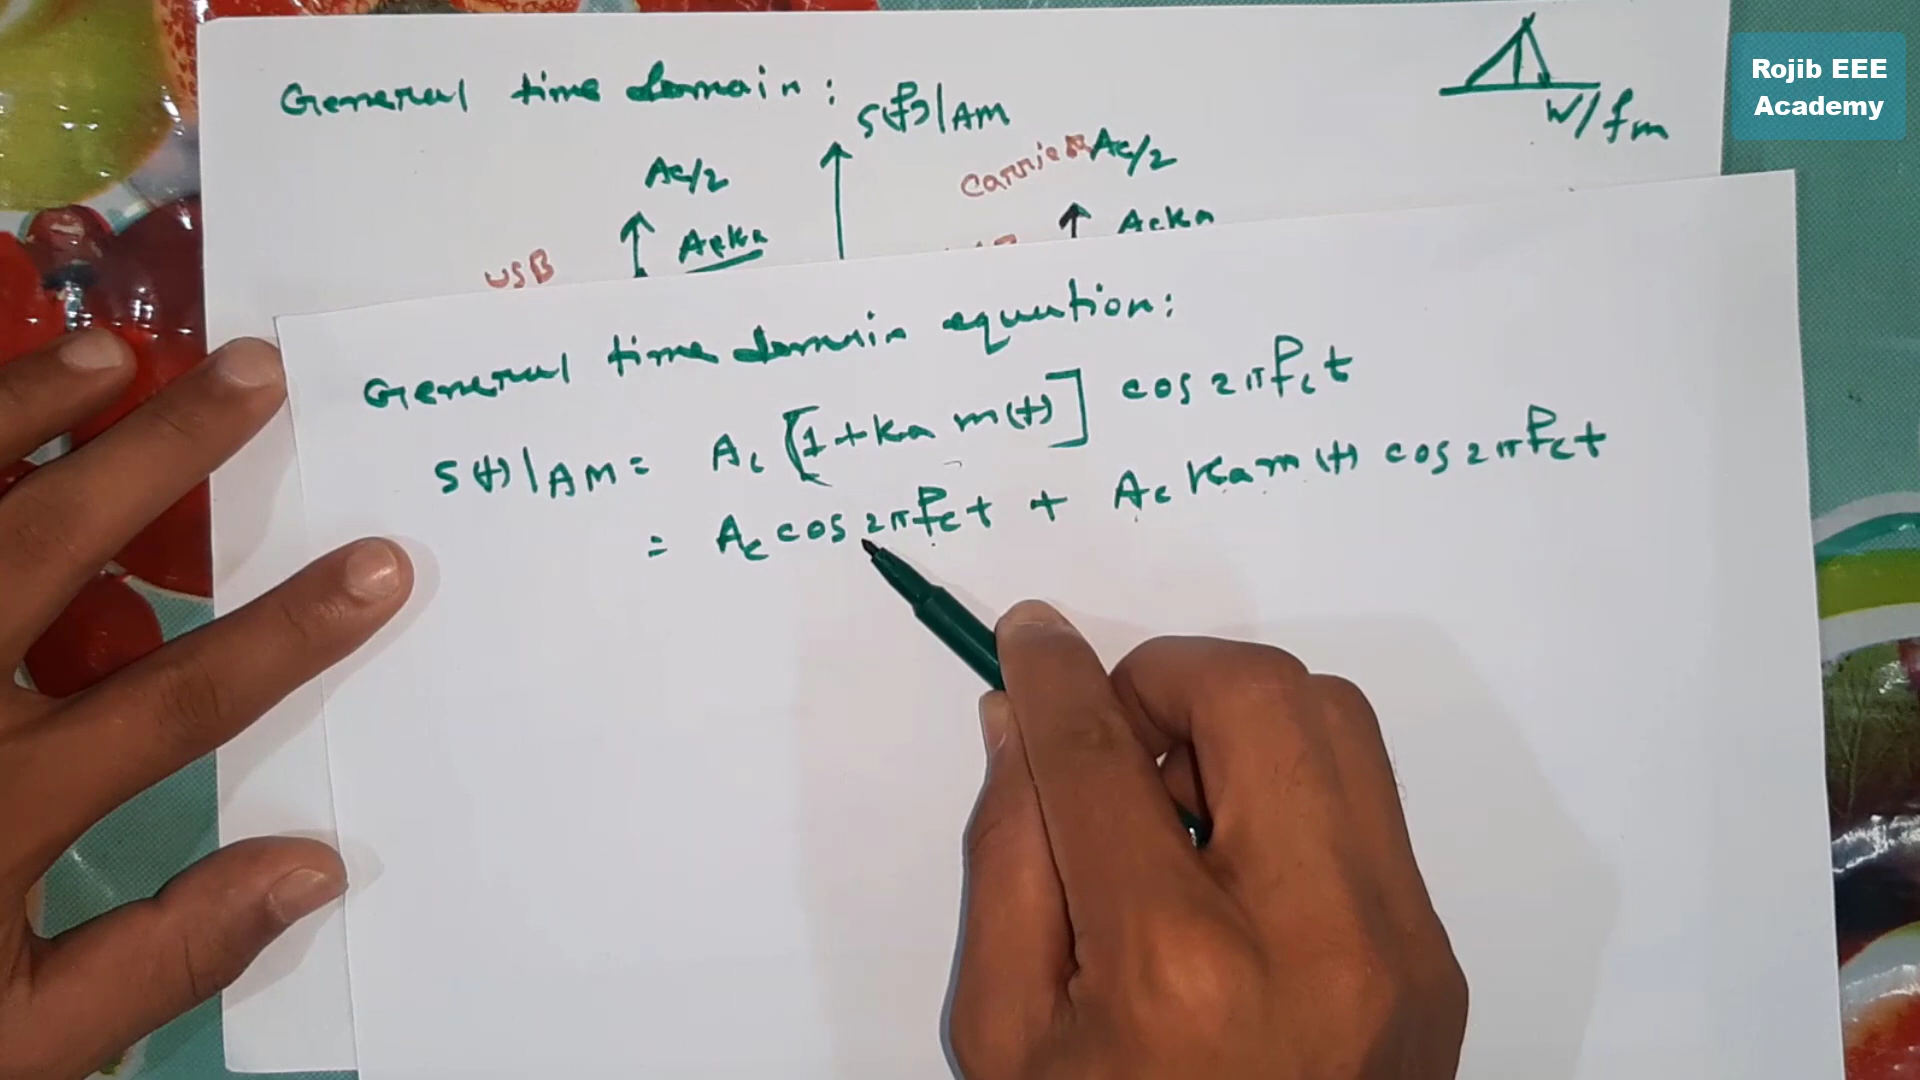 General time domain:
S(f)|AM
W/fm
Rojib EEE
Academy
Ac/2
Carrier Ac/2
AcKa
AcKa
USB
General time domain equation:
S(t)|AM = Ac [1+Ka m(t)] cos 2πfct
= Ac cos 2πfct + Ac Kam(t) cos 2πfct